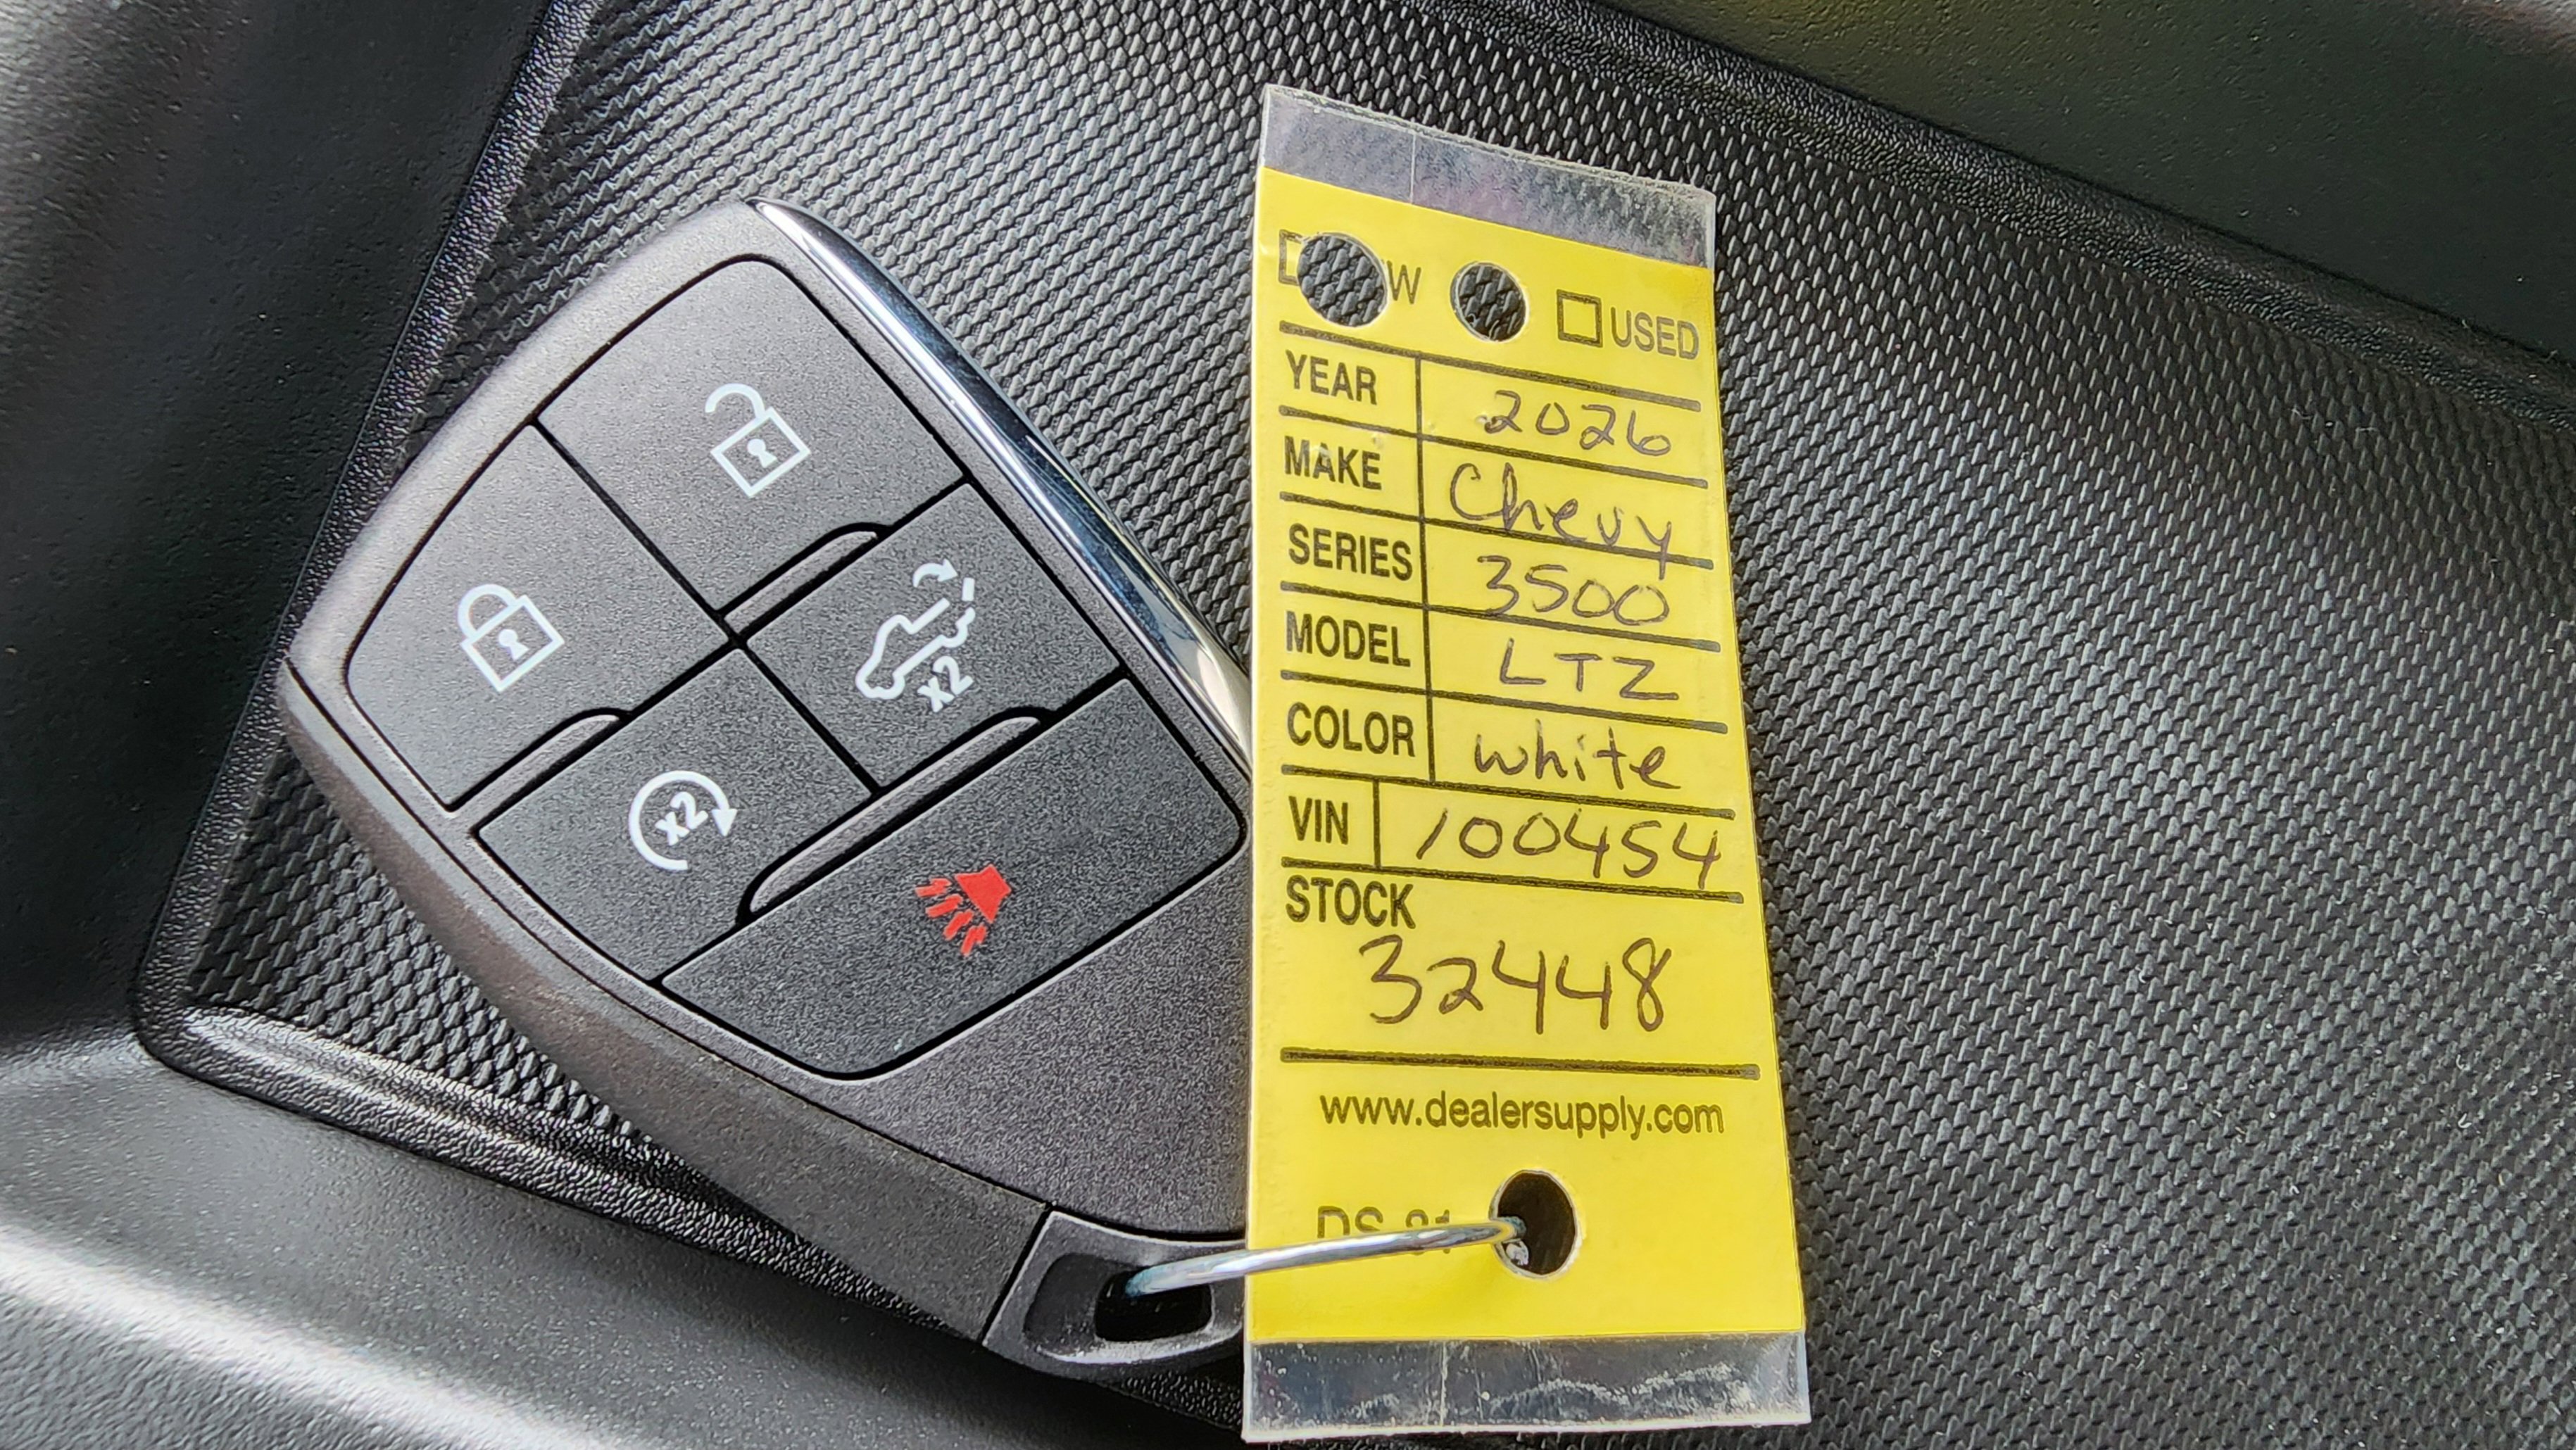 x2
x2
USED
YEAR 2026
MAKE Chevy
SERIES 3500
MODEL LTZ
COLOR white
VIN 100454
STOCK
32448
www.dealersupply.com